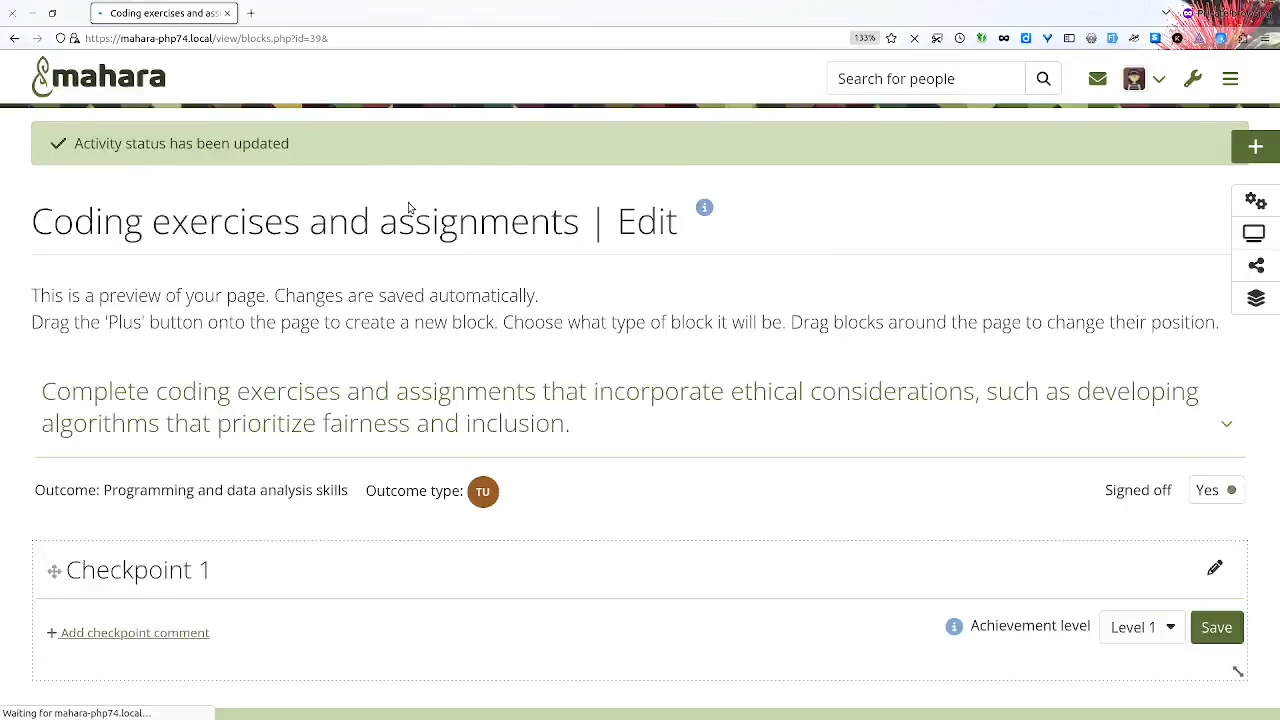 Coding exercises and assi
https://mahara-php74.local/view/blocks.php?id=39&
133%
mahara
Search for people
Activity status has been updated
Coding exercises and assignments | Edit
This is a preview of your page. Changes are saved automatically.
Drag the 'Plus' button onto the page to create a new block. Choose what type of block it will be. Drag blocks around the page to change their position.
Complete coding exercises and assignments that incorporate ethical considerations, such as developing
algorithms that prioritize fairness and inclusion.
Outcome: Programming and data analysis skills Outcome type: TU Signed off Yes
Checkpoint 1
+ Add checkpoint comment Achievement level Level 1 Save
Waiting for mahara-php74.local...